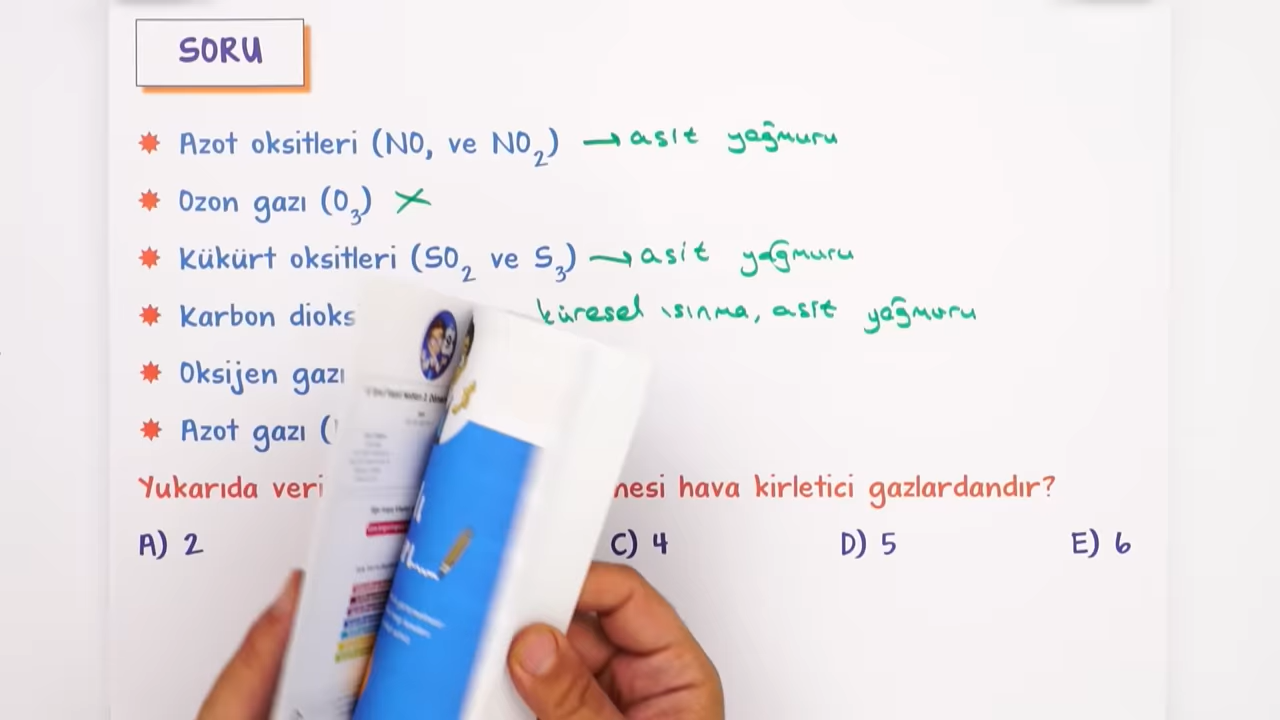 SORU
Azot oksitleri (NO, ve NO₂) → asit yağmuru
Ozon gazı (O₃) ✗
Kükürt oksitleri (SO₂ ve S₃) → asit yağmuru
Karbon dioks küresel ısınma, asit yağmuru
Oksijen gazı
Azot gazı (
Yukarıda veri nesi hava kirletici gazlardandır?
A) 2 C) 4 D) 5 E) 6